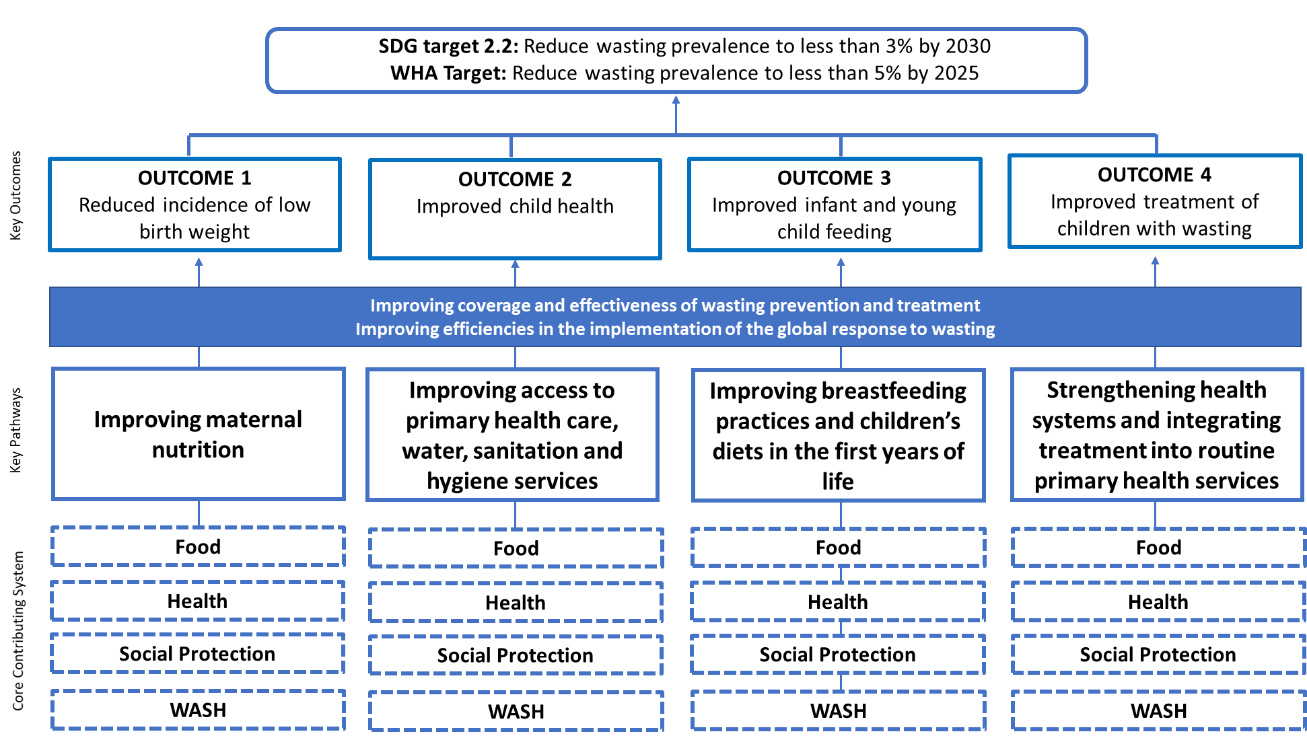 SDG target 2.2: Reduce wasting prevalence to less than 3% by 2030
WHA Target: Reduce wasting prevalence to less than 5% by 2025
Key Outcomes
OUTCOME 1
Reduced incidence of low
birth weight
OUTCOME 2
Improved child health
OUTCOME 3
Improved infant and young
child feeding
OUTCOME 4
Improved treatment of
children with wasting
Improving coverage and effectiveness of wasting prevention and treatment
Improving efficiencies in the implementation of the global response to wasting
Key Pathways
Improving maternal
nutrition
Improving access to
primary health care,
water, sanitation and
hygiene services
Improving breastfeeding
practices and children's
diets in the first years of
life
Strengthening health
systems and integrating
treatment into routine
primary health services
Core Contributing System
Food
Food
Food
Food
Health
Health
Health
Health
Social Protection
Social Protection
Social Protection
Social Protection
WASH
WASH
WASH
WASH